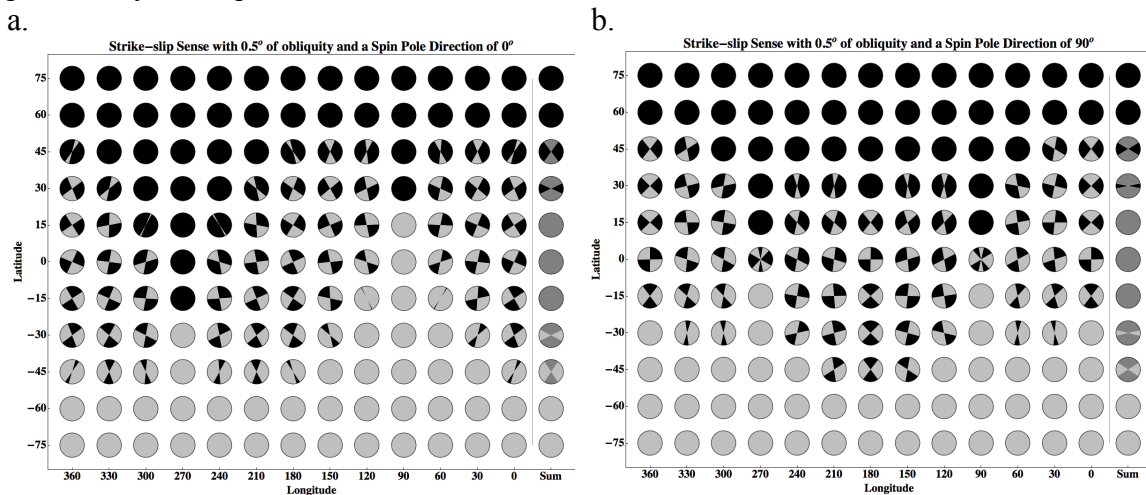 a.
b.
Strike−slip Sense with 0.5° of obliquity and a Spin Pole Direction of 0°
75
60
45
30
15
0
−15
−30
−45
−60
−75
Latitude
360 330 300 270 240 210 180 150 120 90 60 30 0 Sum
Longitude
Strike−slip Sense with 0.5° of obliquity and a Spin Pole Direction of 90°
75
60
45
30
15
0
−15
−30
−45
−60
−75
Latitude
360 330 300 270 240 210 180 150 120 90 60 30 0 Sum
Longitude